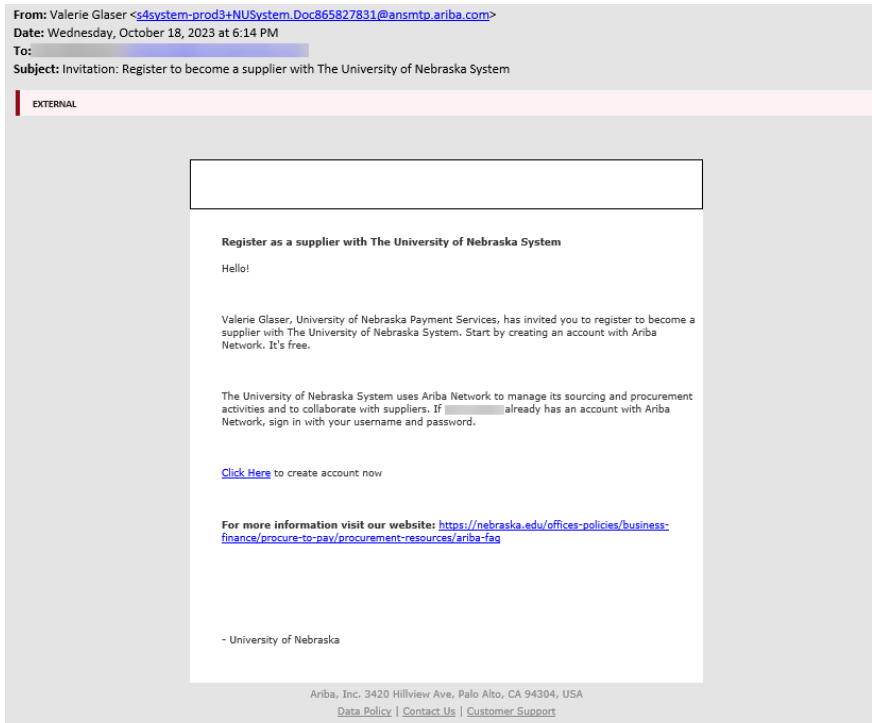 From: Valerie Glaser <s4system-prod3+NUSystem.Doc865827831@ansmtp.ariba.com>
Date: Wednesday, October 18, 2023 at 6:14 PM
To:
Subject: Invitation: Register to become a supplier with The University of Nebraska System
EXTERNAL
Register as a supplier with The University of Nebraska System
Hello!
Valerie Glaser, University of Nebraska Payment Services, has invited you to register to become a
supplier with The University of Nebraska System. Start by creating an account with Ariba
Network. It's free.
The University of Nebraska System uses Ariba Network to manage its sourcing and procurement
activities and to collaborate with suppliers. If already has an account with Ariba
Network, sign in with your username and password.
Click Here to create account now
For more information visit our website: https://nebraska.edu/offices-policies/business-
finance/procure-to-pay/procurement-resources/ariba-faq
- University of Nebraska
Ariba, Inc. 3420 Hillview Ave, Palo Alto, CA 94304, USA
Data Policy | Contact Us | Customer Support